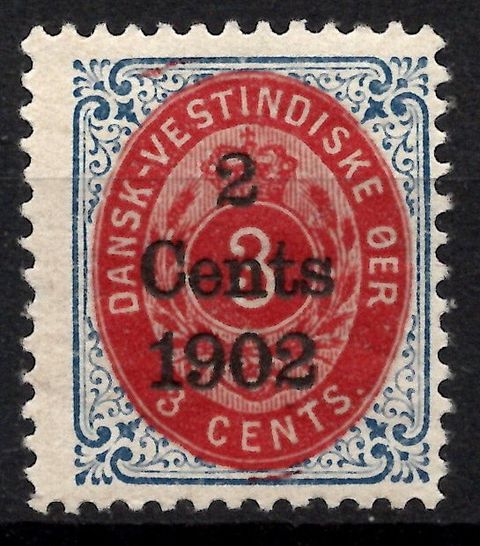 DANSK-VESTINDISKE ØER
2
3
Cents
1902
3 CENTS.